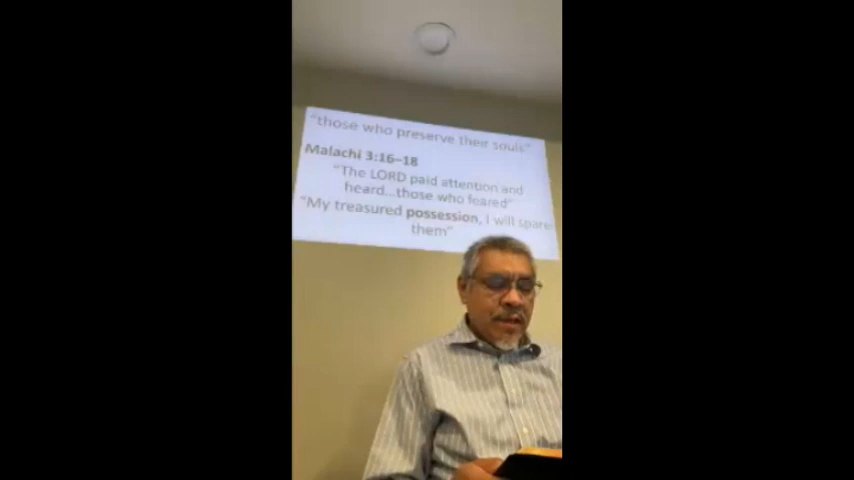 “those who preserve their souls”
Malachi 3:16–18
“The LORD paid attention and
heard...those who feared”
“My treasured possession, I will spare
them”